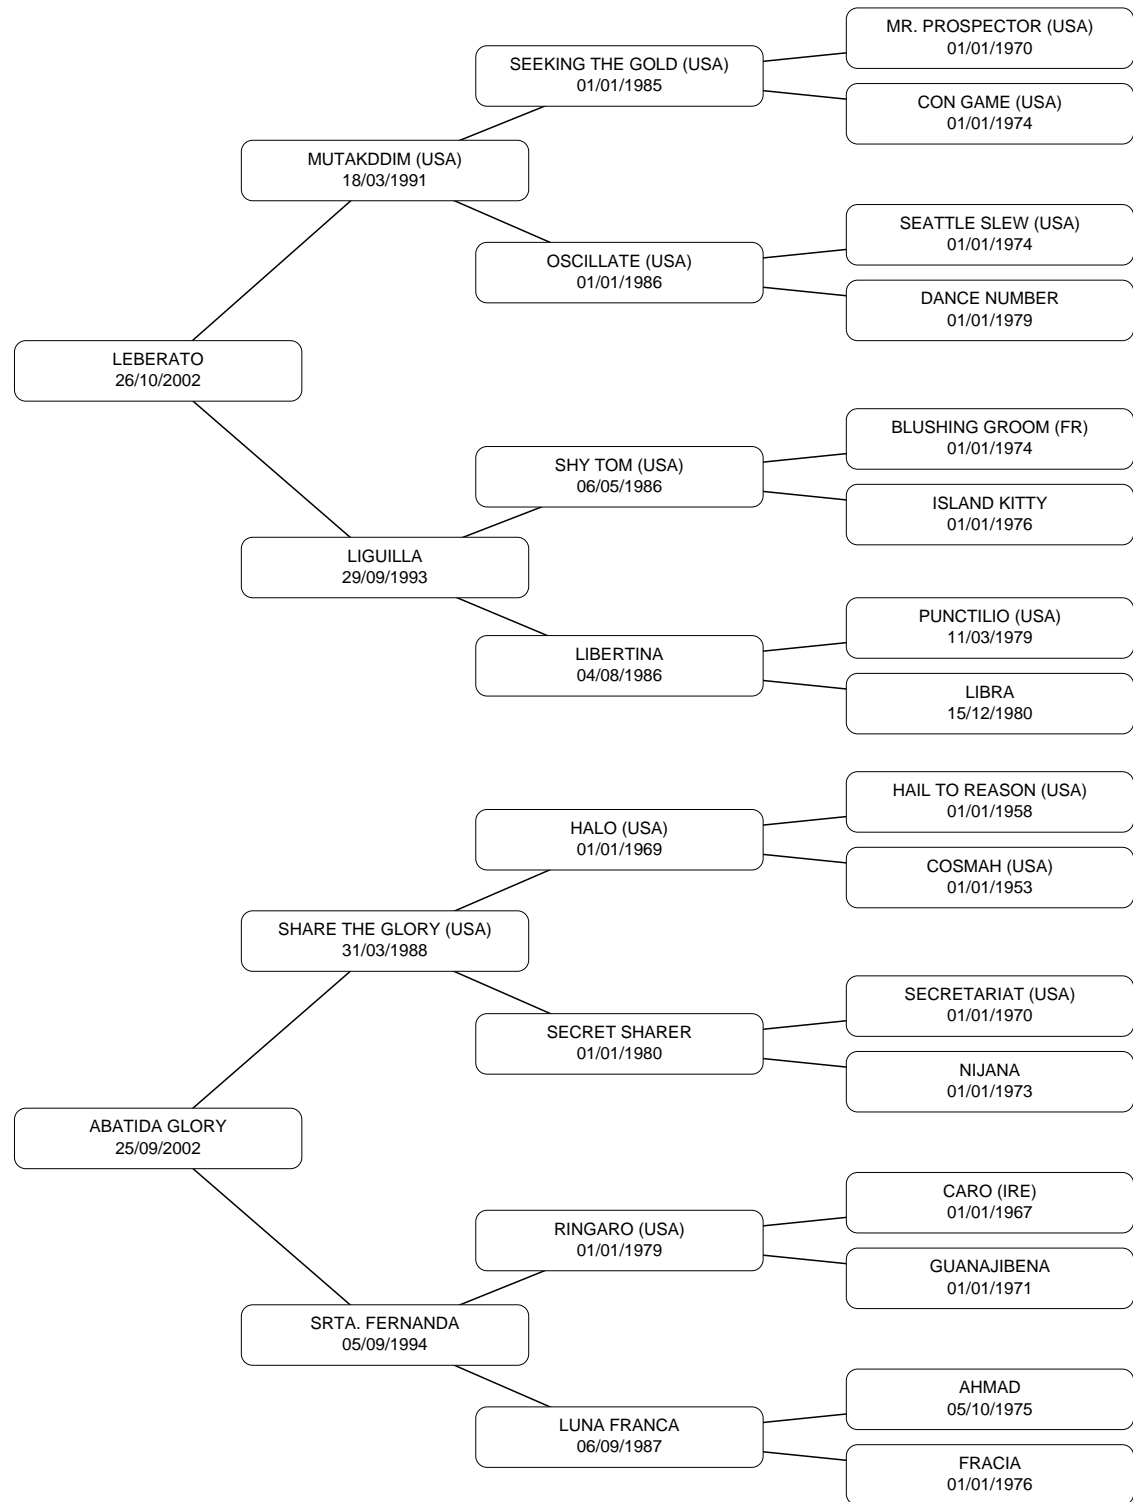 MR. PROSPECTOR (USA)
01/01/1970
SEEKING THE GOLD (USA)
01/01/1985
CON GAME (USA)
01/01/1974
MUTAKDDIM (USA)
18/03/1991
SEATTLE SLEW (USA)
01/01/1974
OSCILLATE (USA)
01/01/1986
DANCE NUMBER
01/01/1979
LEBERATO
26/10/2002
BLUSHING GROOM (FR)
01/01/1974
SHY TOM (USA)
06/05/1986
ISLAND KITTY
01/01/1976
LIGUILLA
29/09/1993
PUNCTILIO (USA)
11/03/1979
LIBERTINA
04/08/1986
LIBRA
15/12/1980
HAIL TO REASON (USA)
01/01/1958
HALO (USA)
01/01/1969
COSMAH (USA)
01/01/1953
SHARE THE GLORY (USA)
31/03/1988
SECRETARIAT (USA)
01/01/1970
SECRET SHARER
01/01/1980
NIJANA
01/01/1973
ABATIDA GLORY
25/09/2002
CARO (IRE)
01/01/1967
RINGARO (USA)
01/01/1979
GUANAJIBENA
01/01/1971
SRTA. FERNANDA
05/09/1994
AHMAD
05/10/1975
LUNA FRANCA
06/09/1987
FRACIA
01/01/1976